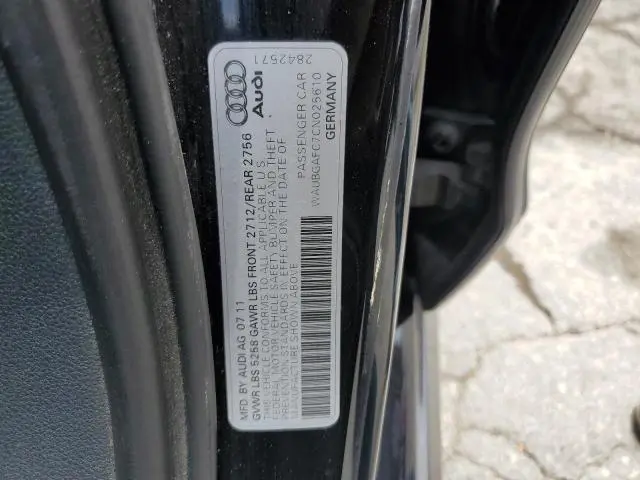 2842571
Audi
MFD. BY AUDI AG 07 11
GVWR LBS 5258 GAWR LBS FRONT 2712/REAR 2756
THIS VEHICLE CONFORMS TO ALL APPLICABLE U.S.
FEDERAL MOTOR VEHICLE SAFETY BUMPER AND THEFT
PREVENTION STANDARDS IN EFFECT ON THE DATE OF
MANUFACTURE SHOWN ABOVE
PASSENGER CAR
WAUBGAFC7CN025610
GERMANY